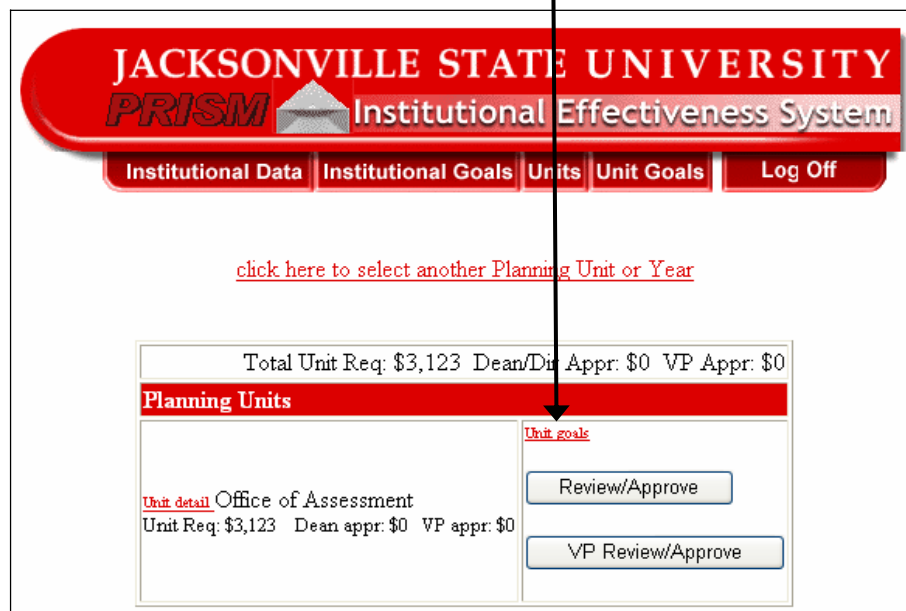 JACKSONVILLE STATE UNIVERSITY
PRISM Institutional Effectiveness System
Institutional Data Institutional Goals Units Unit Goals Log Off
click here to select another Planning Unit or Year
Total Unit Req: $3,123 Dean/Dir Appr: $0 VP Appr: $0
Planning Units
Unit goals
Review/Approve
Unit detail Office of Assessment
Unit Req: $3,123 Dean appr: $0 VP appr: $0
VP Review/Approve